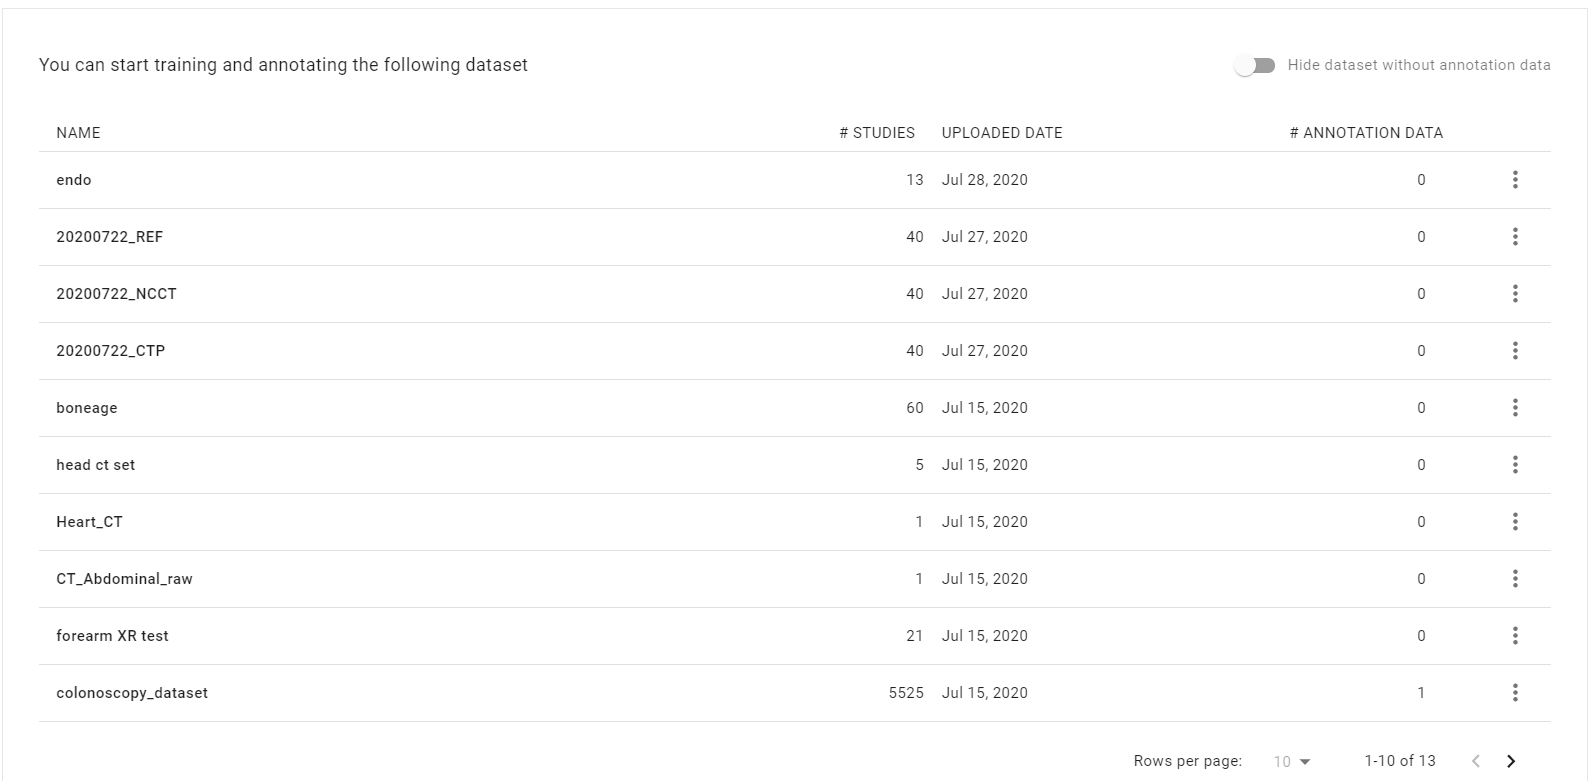 You can start training and annotating the following dataset Hide dataset without annotation data
NAME # STUDIES UPLOADED DATE # ANNOTATION DATA
endo 13 Jul 28, 2020 0
20200722_REF 40 Jul 27, 2020 0
20200722_NCCT 40 Jul 27, 2020 0
20200722_CTP 40 Jul 27, 2020 0
boneage 60 Jul 15, 2020 0
head ct set 5 Jul 15, 2020 0
Heart_CT 1 Jul 15, 2020 0
CT_Abdominal_raw 1 Jul 15, 2020 0
forearm XR test 21 Jul 15, 2020 0
colonoscopy_dataset 5525 Jul 15, 2020 1
Rows per page: 10 1-10 of 13